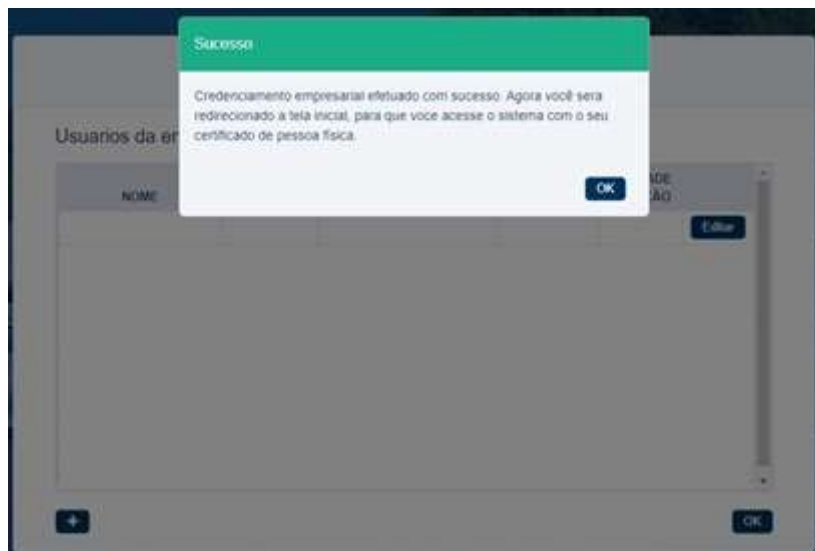 Sucesso
Credenciamento empresarial efetuado com sucesso. Agora você sera
redirecionado a tela inicial, para que voce acesse o sistema com o seu
certificado de pessoa física.
OK
Usuarios da
NOME
Editar
+
OK